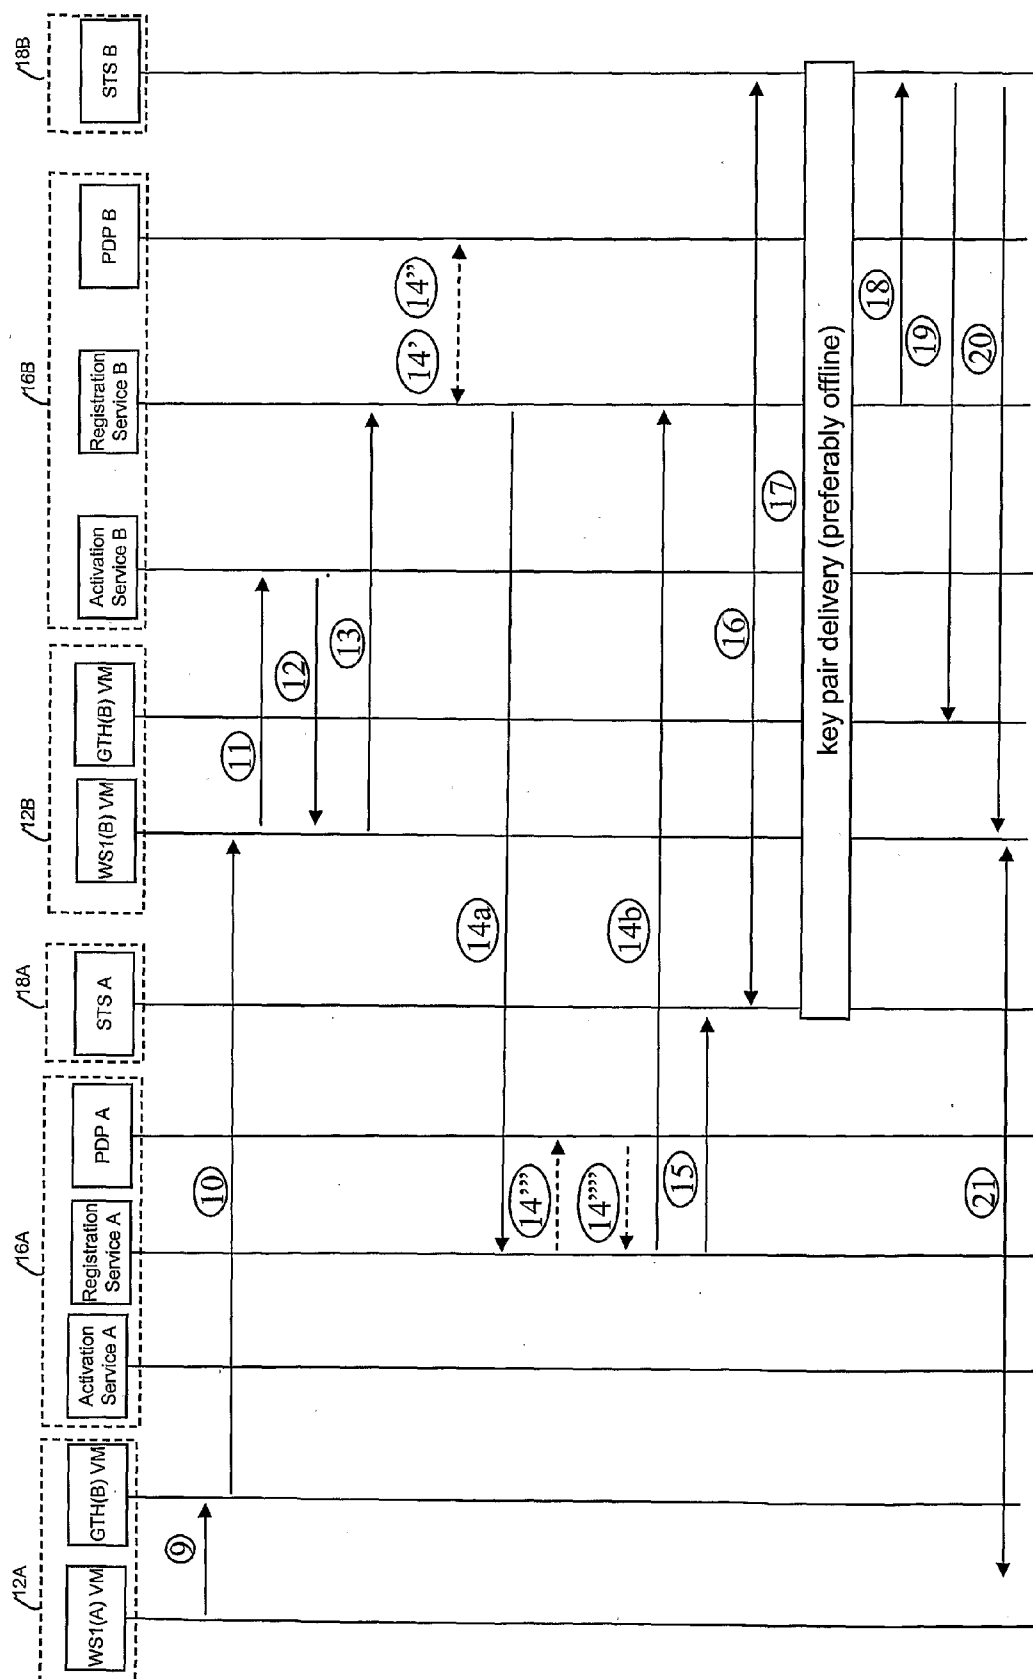 12A
16A
18A
12B
16B
18B
WS1(A) VM
GTH(B) VM
Activation
Service A
Registration
Service A
PDP A
STS A
WS1(B) VM
GTH(B) VM
Activation
Service B
Registration
Service B
PDP B
STS B
9
10
11
12
13
14'
14"
14a
14'''
14''''
14b
15
16
17
key pair delivery (preferably offline)
18
19
20
21